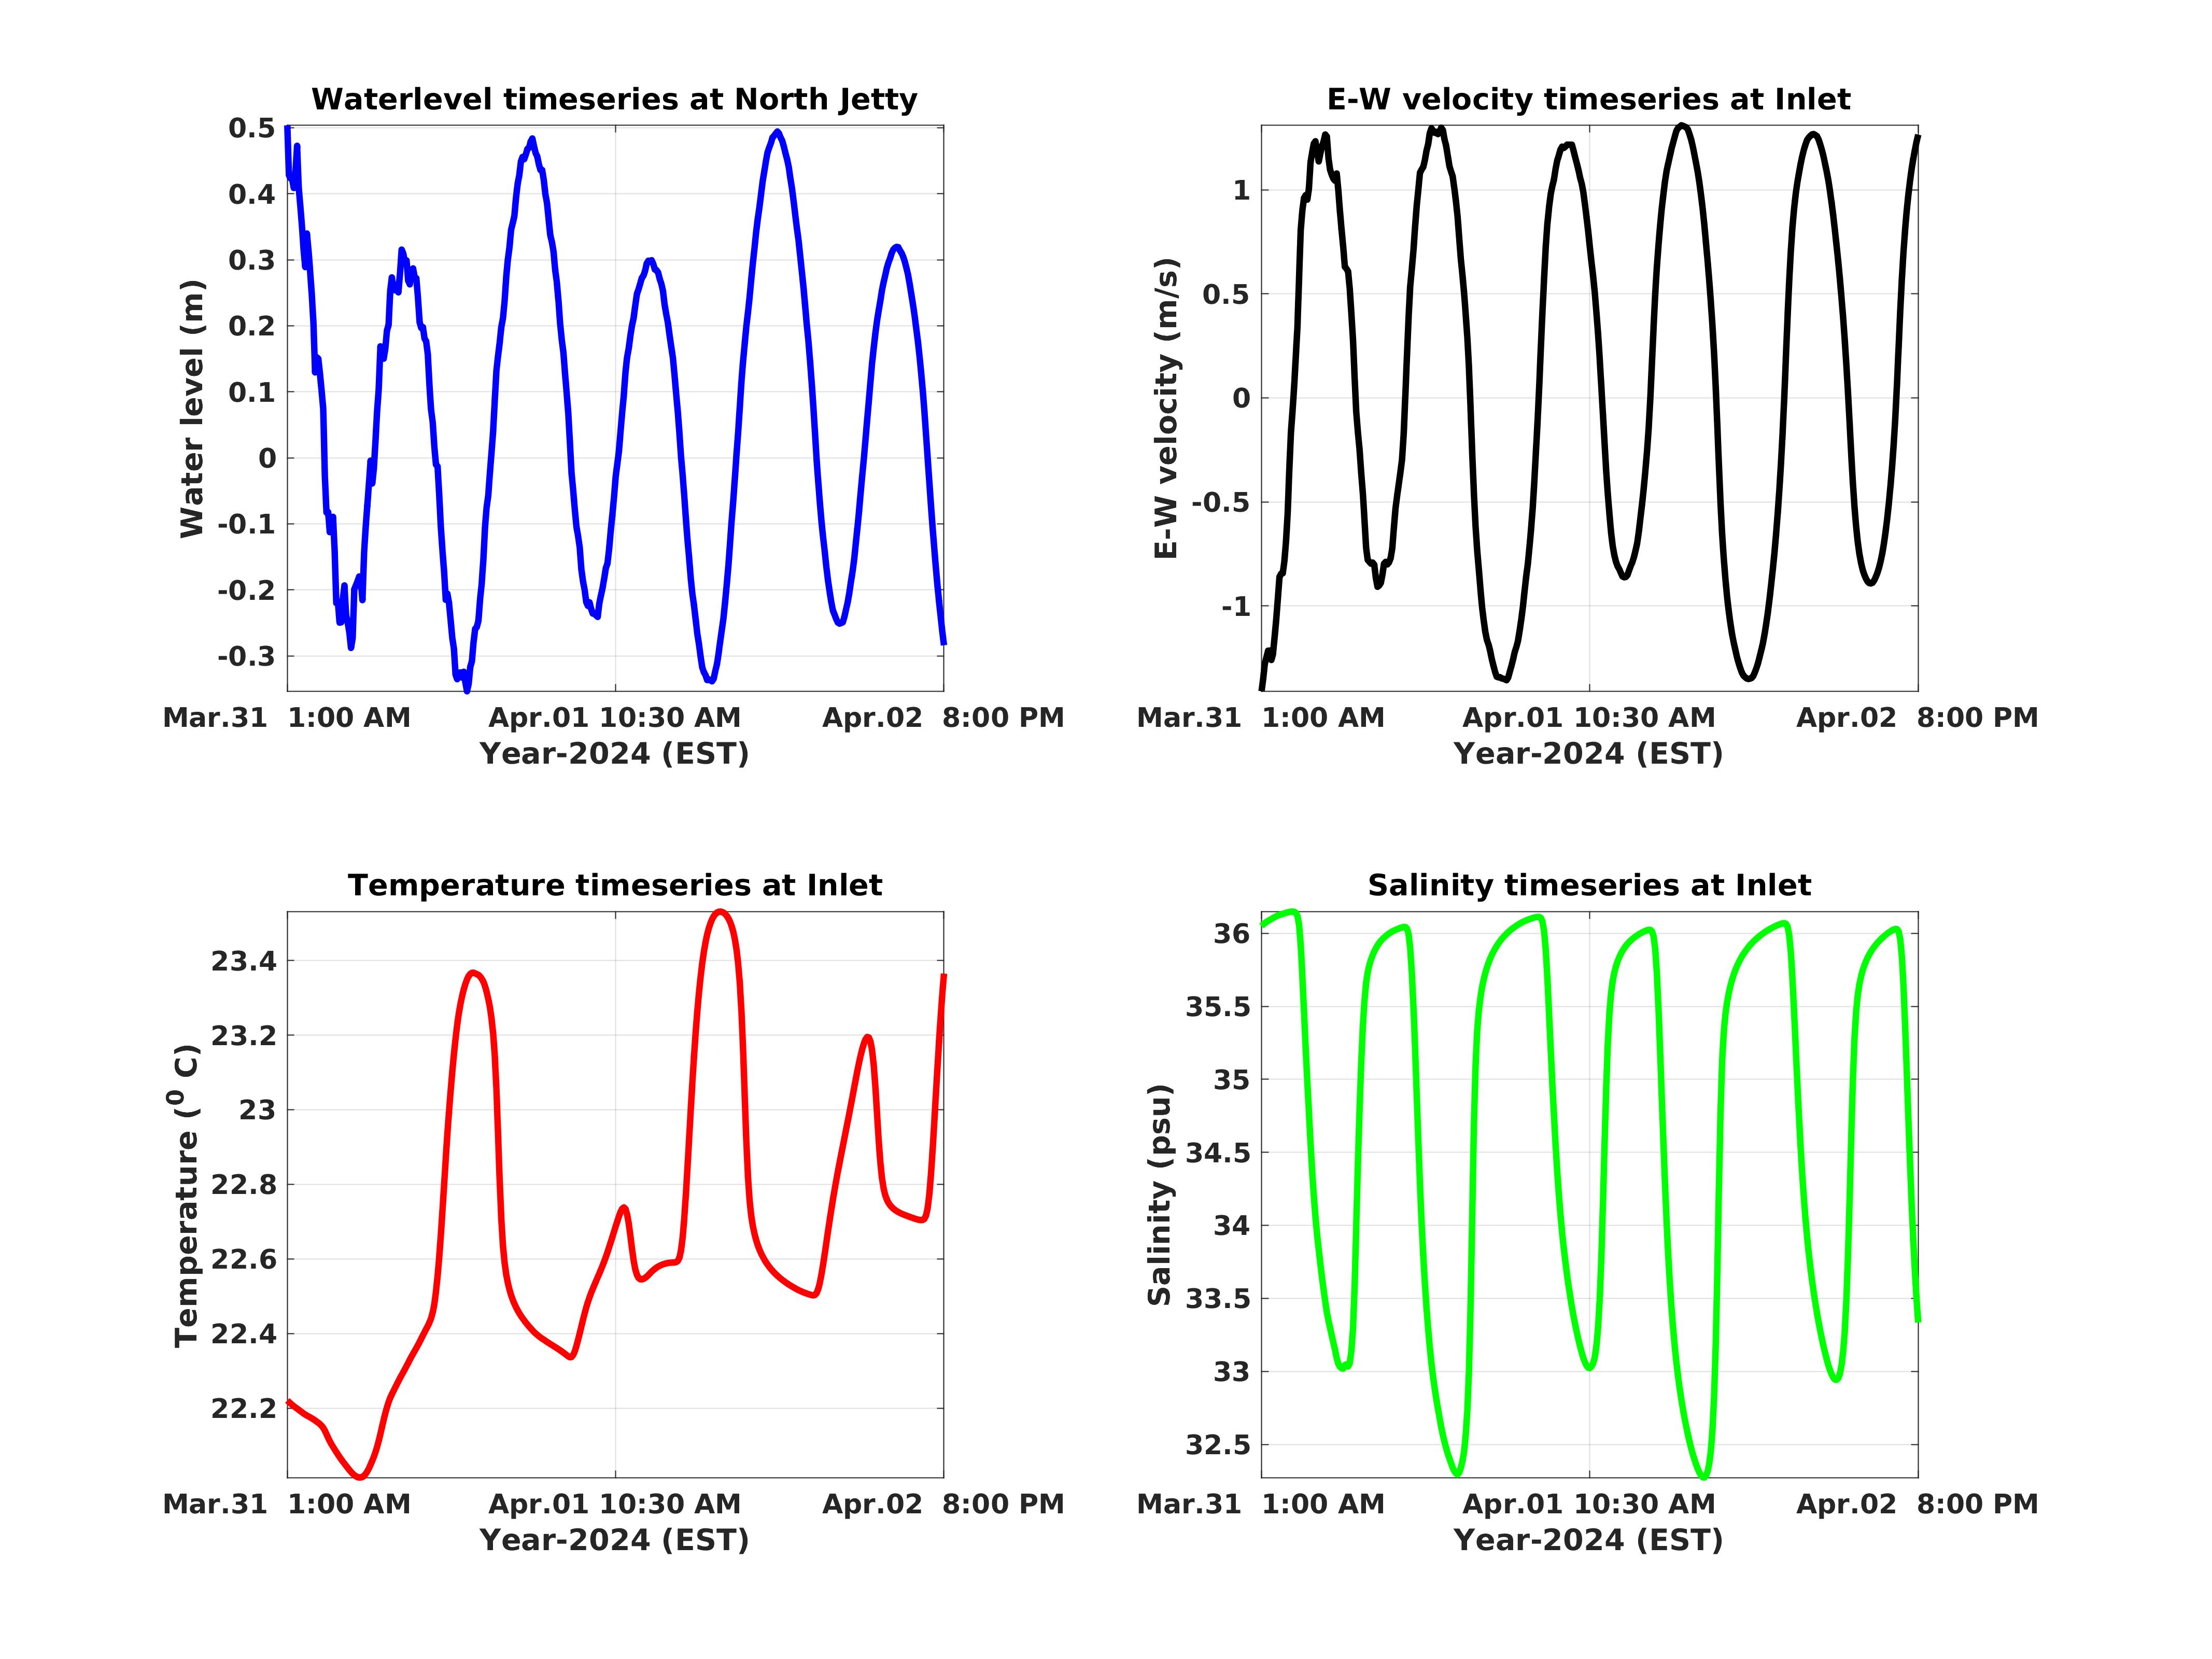 Waterlevel timeseries at North Jetty
0.5
0.4
0.3
0.2
0.1
0
-0.1
-0.2
-0.3
Water level (m)
Mar.31 1:00 AM Apr.01 10:30 AM Apr.02 8:00 PM
Year-2024 (EST)
E-W velocity timeseries at Inlet
1
0.5
0
-0.5
-1
E-W velocity (m/s)
Mar.31 1:00 AM Apr.01 10:30 AM Apr.02 8:00 PM
Year-2024 (EST)
Temperature timeseries at Inlet
23.4
23.2
23
22.8
22.6
22.4
22.2
Temperature (⁰ C)
Mar.31 1:00 AM Apr.01 10:30 AM Apr.02 8:00 PM
Year-2024 (EST)
Salinity timeseries at Inlet
36
35.5
35
34.5
34
33.5
33
32.5
Salinity (psu)
Mar.31 1:00 AM Apr.01 10:30 AM Apr.02 8:00 PM
Year-2024 (EST)